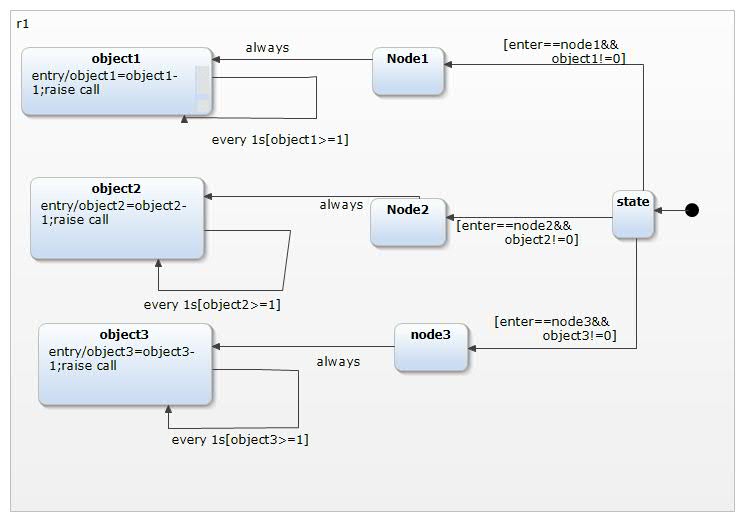 r1
object1
entry/object1=object1-
1;raise call
always
Node1
[enter==node1&&
object1!=0]
every 1s[object1>=1]
object2
entry/object2=object2-
1;raise call
always
Node2
[enter==node2&&
object2!=0]
state
every 1s[object2>=1]
object3
entry/object3=object3-
1;raise call
always
node3
[enter==node3&&
object3!=0]
every 1s[object3>=1]